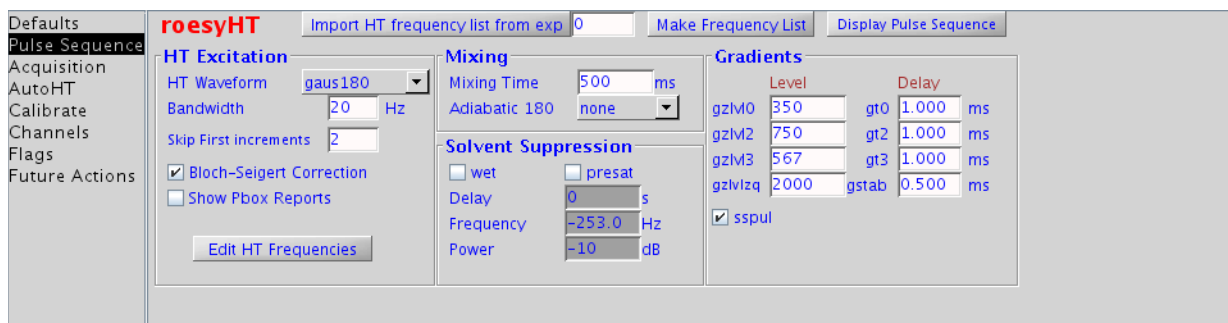 Defaults
Pulse Sequence
Acquisition
AutoHT
Calibrate
Channels
Flags
Future Actions
roesyHT Import HT frequency list from exp 0 Make Frequency List Display Pulse Sequence
HT Excitation
HT Waveform gaus180
Bandwidth 20 Hz
Skip First increments 2
Bloch-Seigert Correction
Show Pbox Reports
Edit HT Frequencies
Mixing
Mixing Time 500 ms
Adiabatic 180 none
Solvent Suppression
wet presat
Delay 0 s
Frequency -253.0 Hz
Power -10 dB
Gradients
Level Delay
gzlvl0 350 gt0 1.000 ms
gzlvl2 750 gt2 1.000 ms
gzlvl3 567 gt3 1.000 ms
gzlvlzq 2000 gstab 0.500 ms
sspul